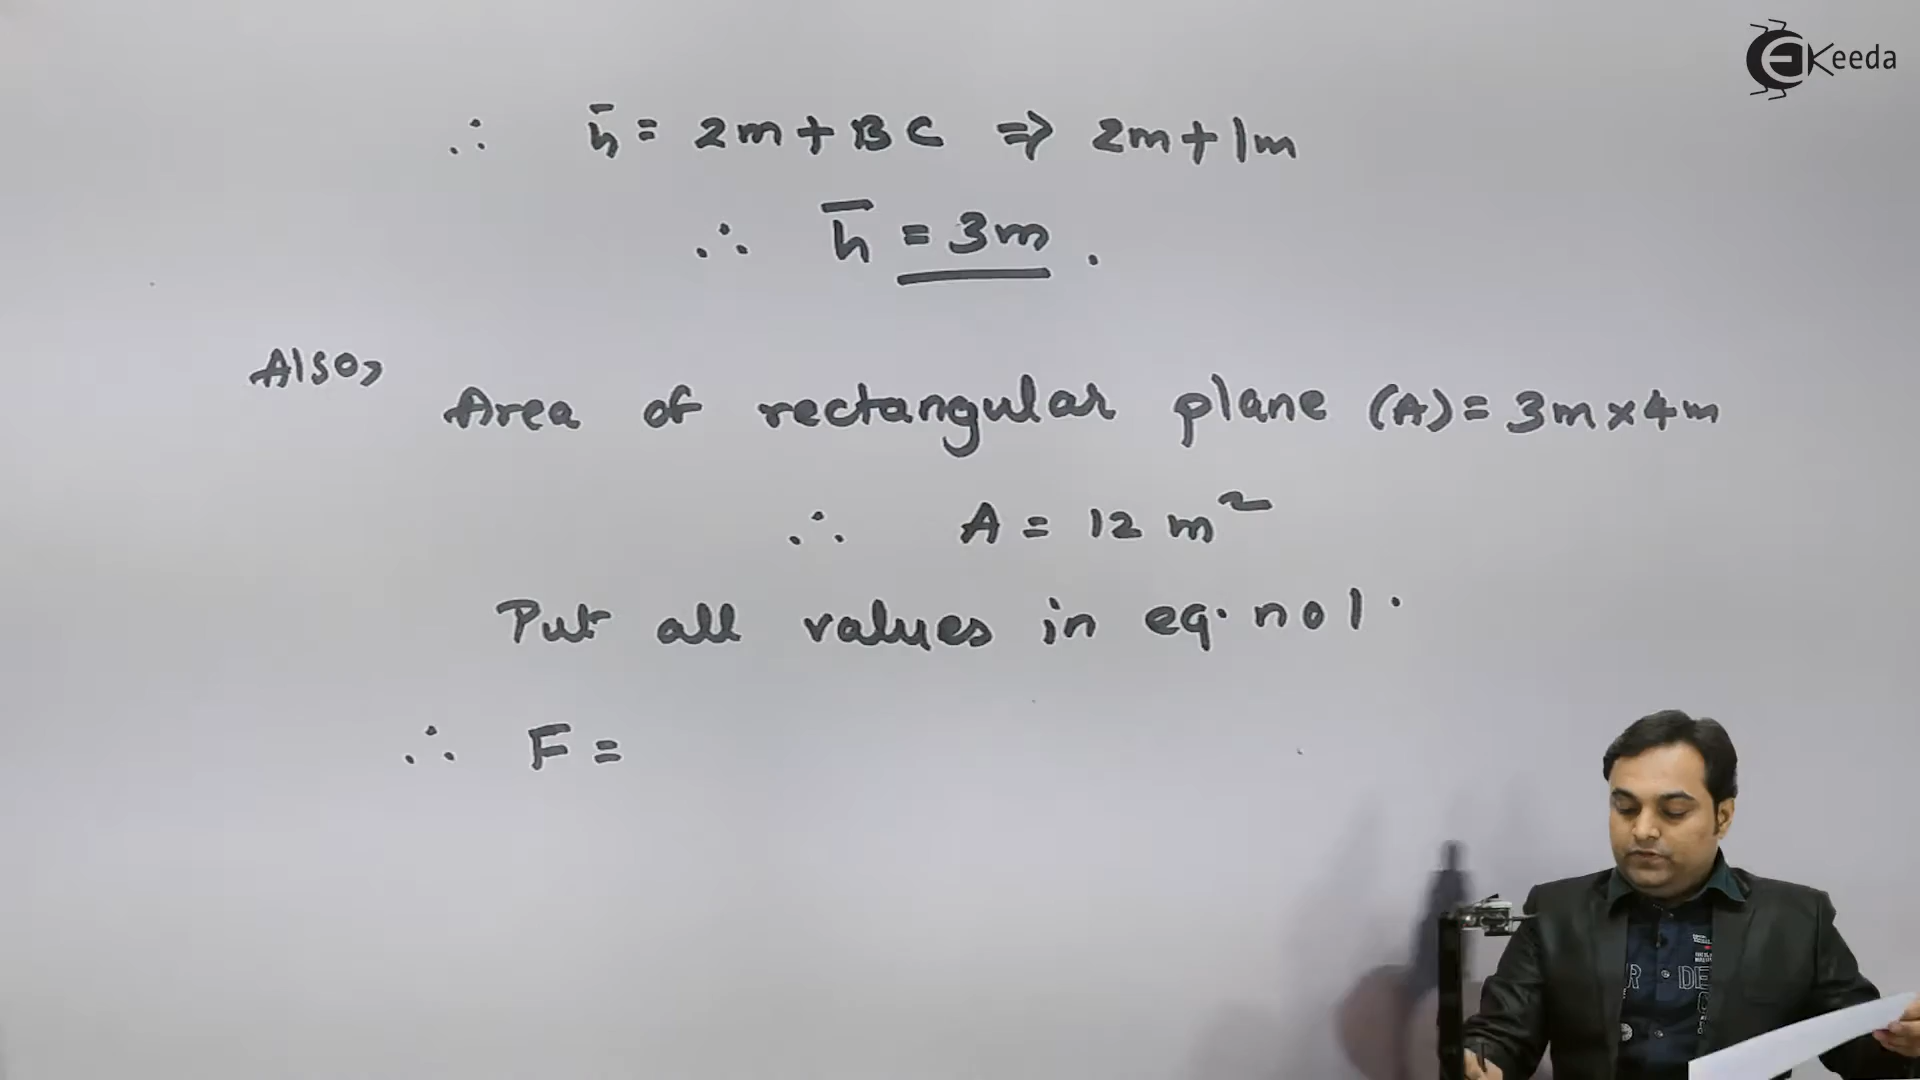 Keeda
∴ h̄ = 2m + BC ⇒ 2m + 1m
∴ h̄ = 3m .
Also,
Area of rectangular plane (A) = 3m × 4m
∴ A = 12 m²
Put all values in eq. no 1.
∴ F =